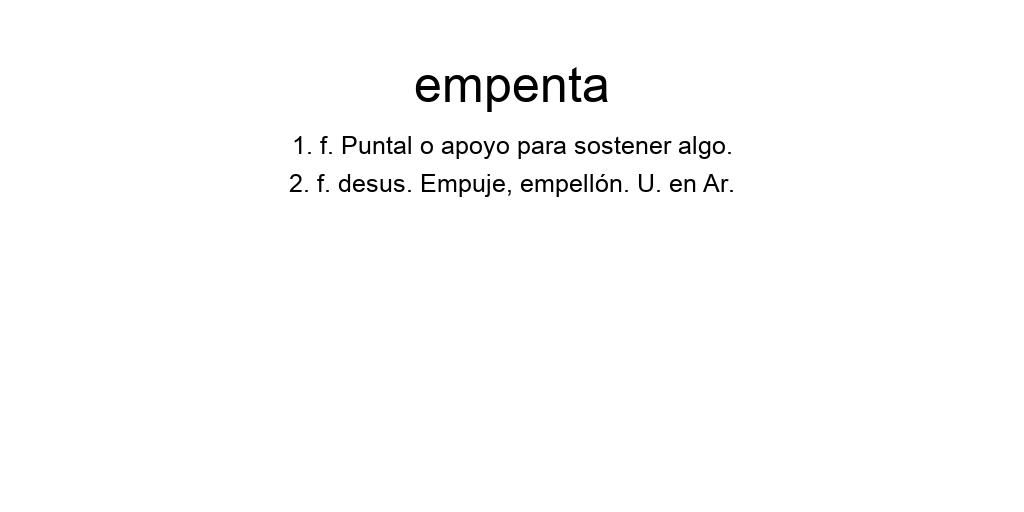 empenta
1. f. Puntal o apoyo para sostener algo.
2. f. desus. Empuje, empellón. U. en Ar.